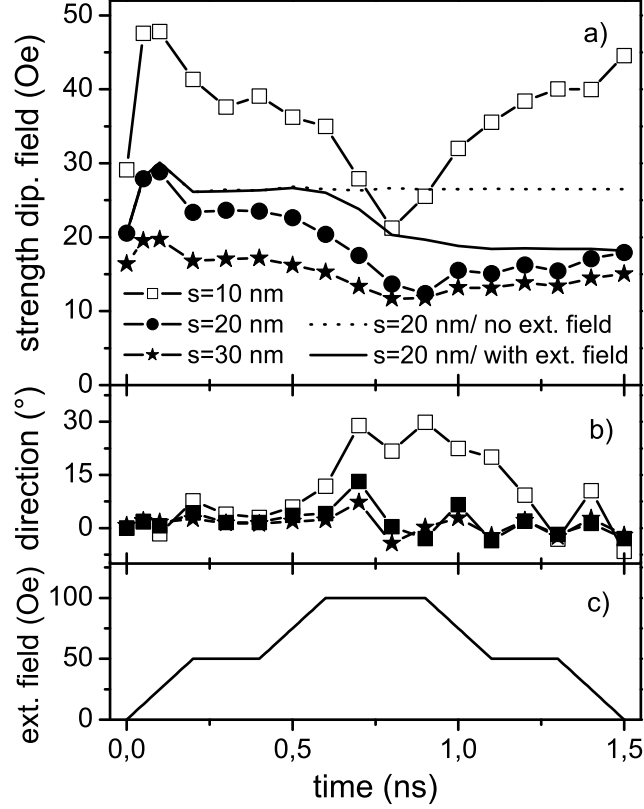 50
40
30
20
10
0
strength dip. field (Oe)
a)
s=10 nm
s=20 nm
s=30 nm
s=20 nm/ no ext. field
s=20 nm/ with ext. field
30
15
0
direction (°)
b)
100
50
0
ext. field (Oe)
c)
0,0 0,5 1,0 1,5
time (ns)